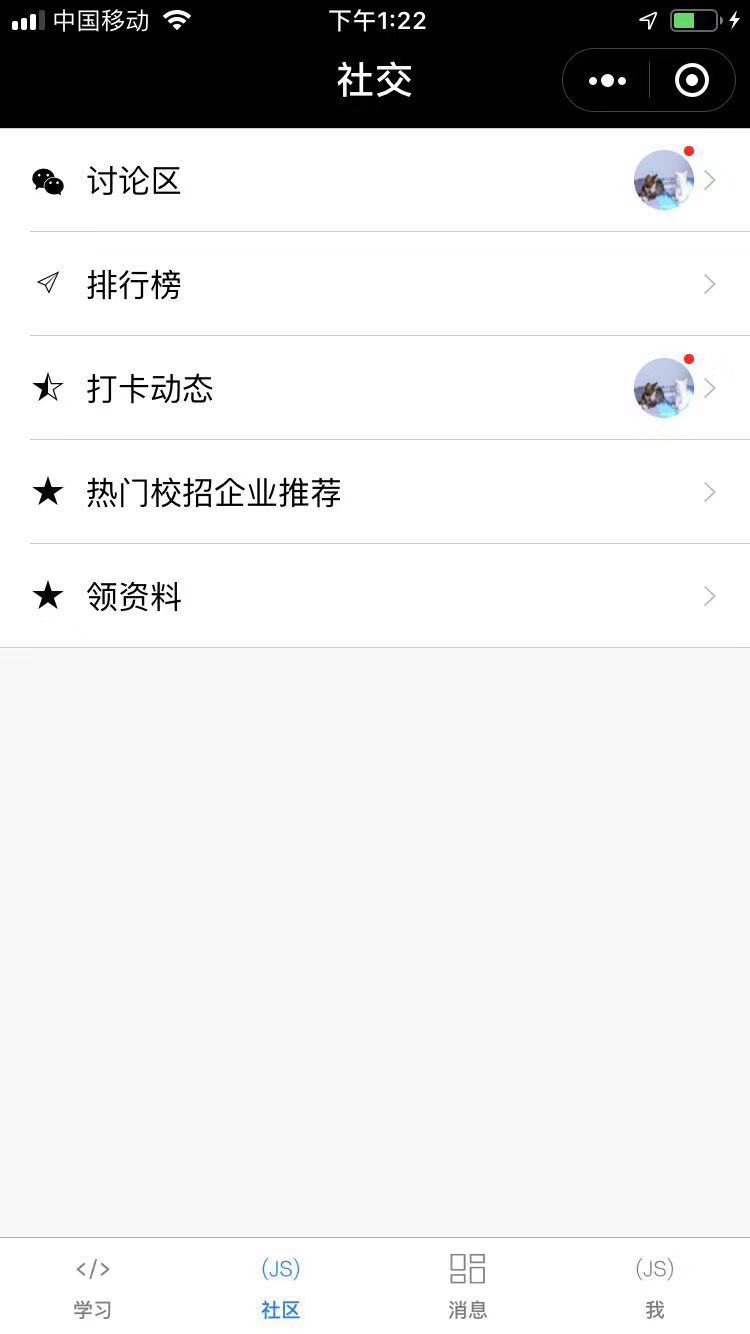 中国移动 下午1:22
社交
讨论区
排行榜
打卡动态
热门校招企业推荐
领资料
</> (JS) (JS)
学习 社区 消息 我